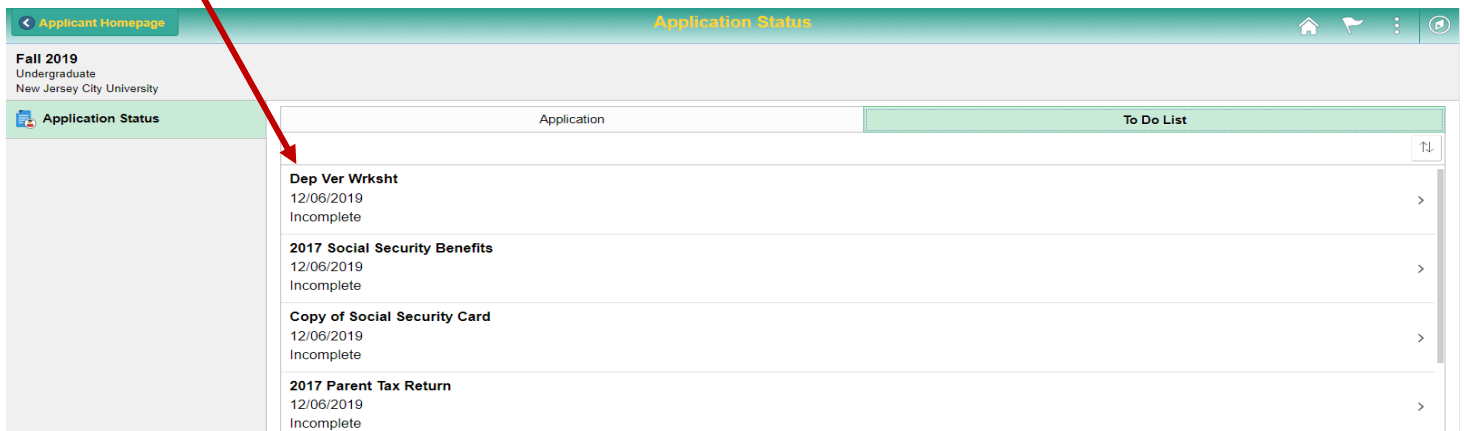 Applicant Homepage
Application Status
Fall 2019
Undergraduate
New Jersey City University
Application Status
Application
To Do List
Dep Ver Wrksht
12/06/2019
Incomplete
2017 Social Security Benefits
12/06/2019
Incomplete
Copy of Social Security Card
12/06/2019
Incomplete
2017 Parent Tax Return
12/06/2019
Incomplete